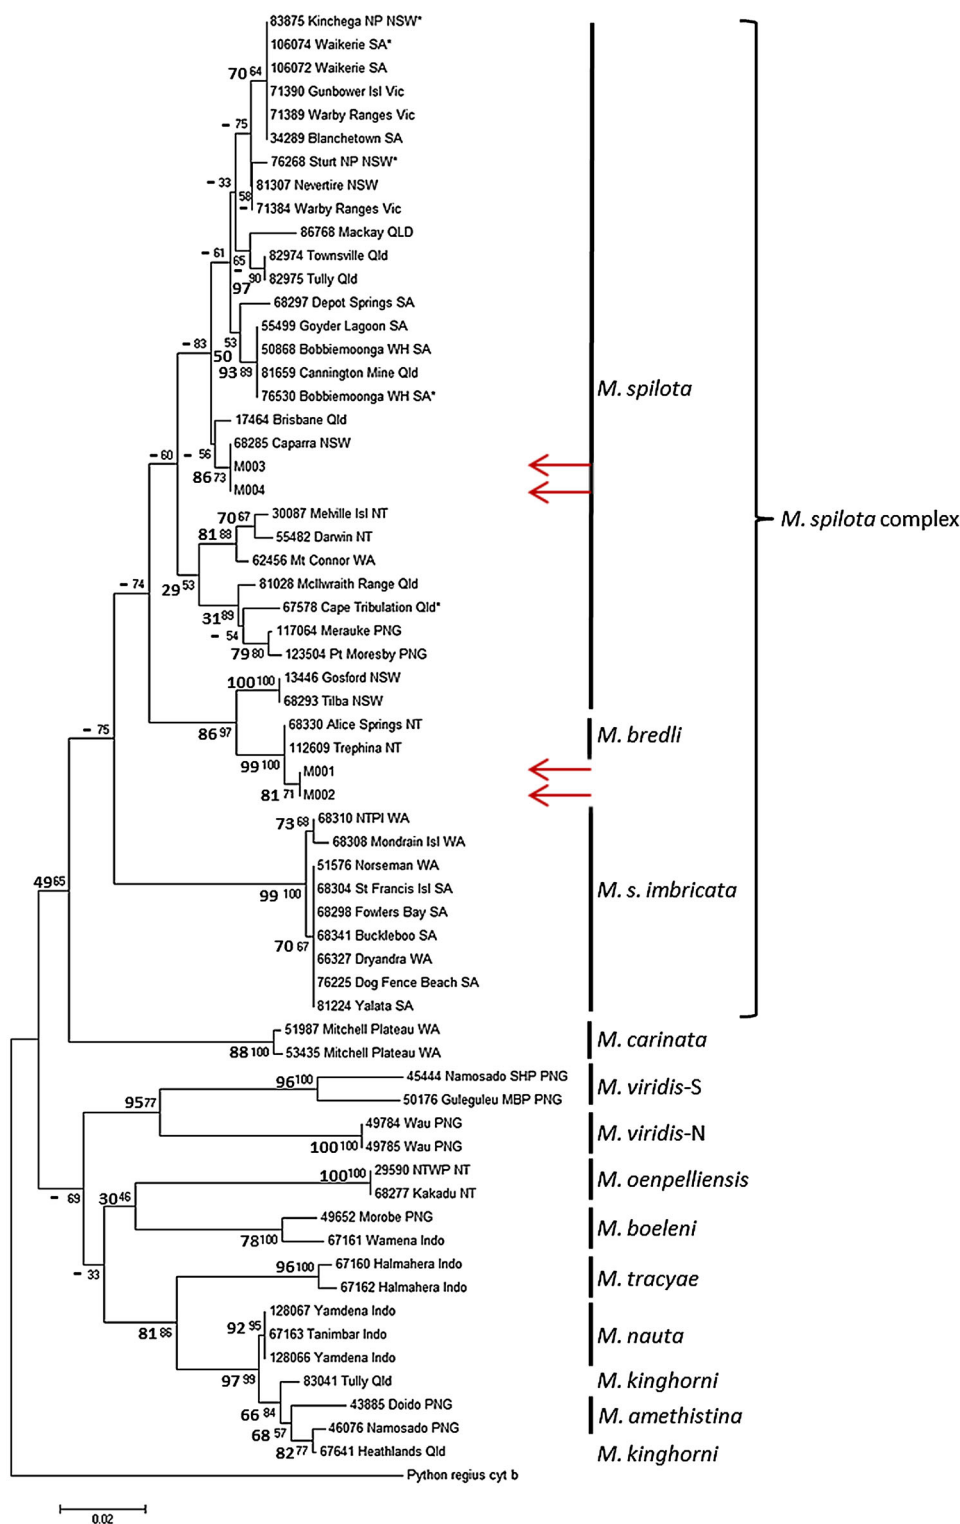 83875 Kinchega NP NSW*
106074 Waikerie SA*
106072 Waikerie SA
70 64
71390 Gunbower Isl Vic
71389 Warby Ranges Vic
– 75
34289 Blanchetown SA
76268 Sturt NP NSW*
– 33
81307 Nevertire NSW
58
–
71384 Warby Ranges Vic
86768 Mackay QLD
– 61
82974 Townsville Qld
65
–
90
97
82975 Tully Qld
68297 Depot Springs SA
55499 Goyder Lagoon SA
– 83
53
50
50868 Bobbiemoonga WH SA
93 89
81659 Cannington Mine Qld
76530 Bobbiemoonga WH SA*
M. spilota
17464 Brisbane Qld
68285 Caparra NSW
– 60
– 56
M003
86 73
M004
M. spilota complex
70 67
30087 Melville Isl NT
81 88
55482 Darwin NT
62456 Mt Connor WA
– 74
29 53
81028 McIlwraith Range Qld
67578 Cape Tribulation Qld*
31 89
117064 Merauke PNG
– 54
79 80
123504 Pt Moresby PNG
100 100
13446 Gosford NSW
68293 Tilba NSW
– 75
86 97
68330 Alice Springs NT
112609 Trephina NT
M. bredli
99 100
M001
81 71
M002
73 68
68310 NTPI WA
68308 Mondrain Isl WA
51576 Norseman WA
49 65
99 100
68304 St Francis Isl SA
M. s. imbricata
68298 Fowlers Bay SA
70 67
68341 Buckleboo SA
66327 Dryandra WA
76225 Dog Fence Beach SA
81224 Yalata SA
51987 Mitchell Plateau WA
M. carinata
88 100
53435 Mitchell Plateau WA
96 100
45444 Namosado SHP PNG
M. viridis-S
50176 Guleguleu MBP PNG
95 77
49784 Wau PNG
M. viridis-N
100 100
49785 Wau PNG
100 100
29590 NTWP NT
M. oenpelliensis
68277 Kakadu NT
– 69
30 46
49652 Morobe PNG
M. boeleni
78 100
67161 Wamena Indo
96 100
67160 Halmahera Indo
– 33
M. tracyae
67162 Halmahera Indo
128067 Yamdena Indo
81 86
92 95
67163 Tanimbar Indo
M. nauta
128066 Yamdena Indo
97 99
83041 Tully Qld
M. kinghorni
66 84
43885 Doido PNG
M. amethistina
68 57
46076 Namosado PNG
82 77
67641 Heathlands Qld
M. kinghorni
Python regius cyt b
0.02